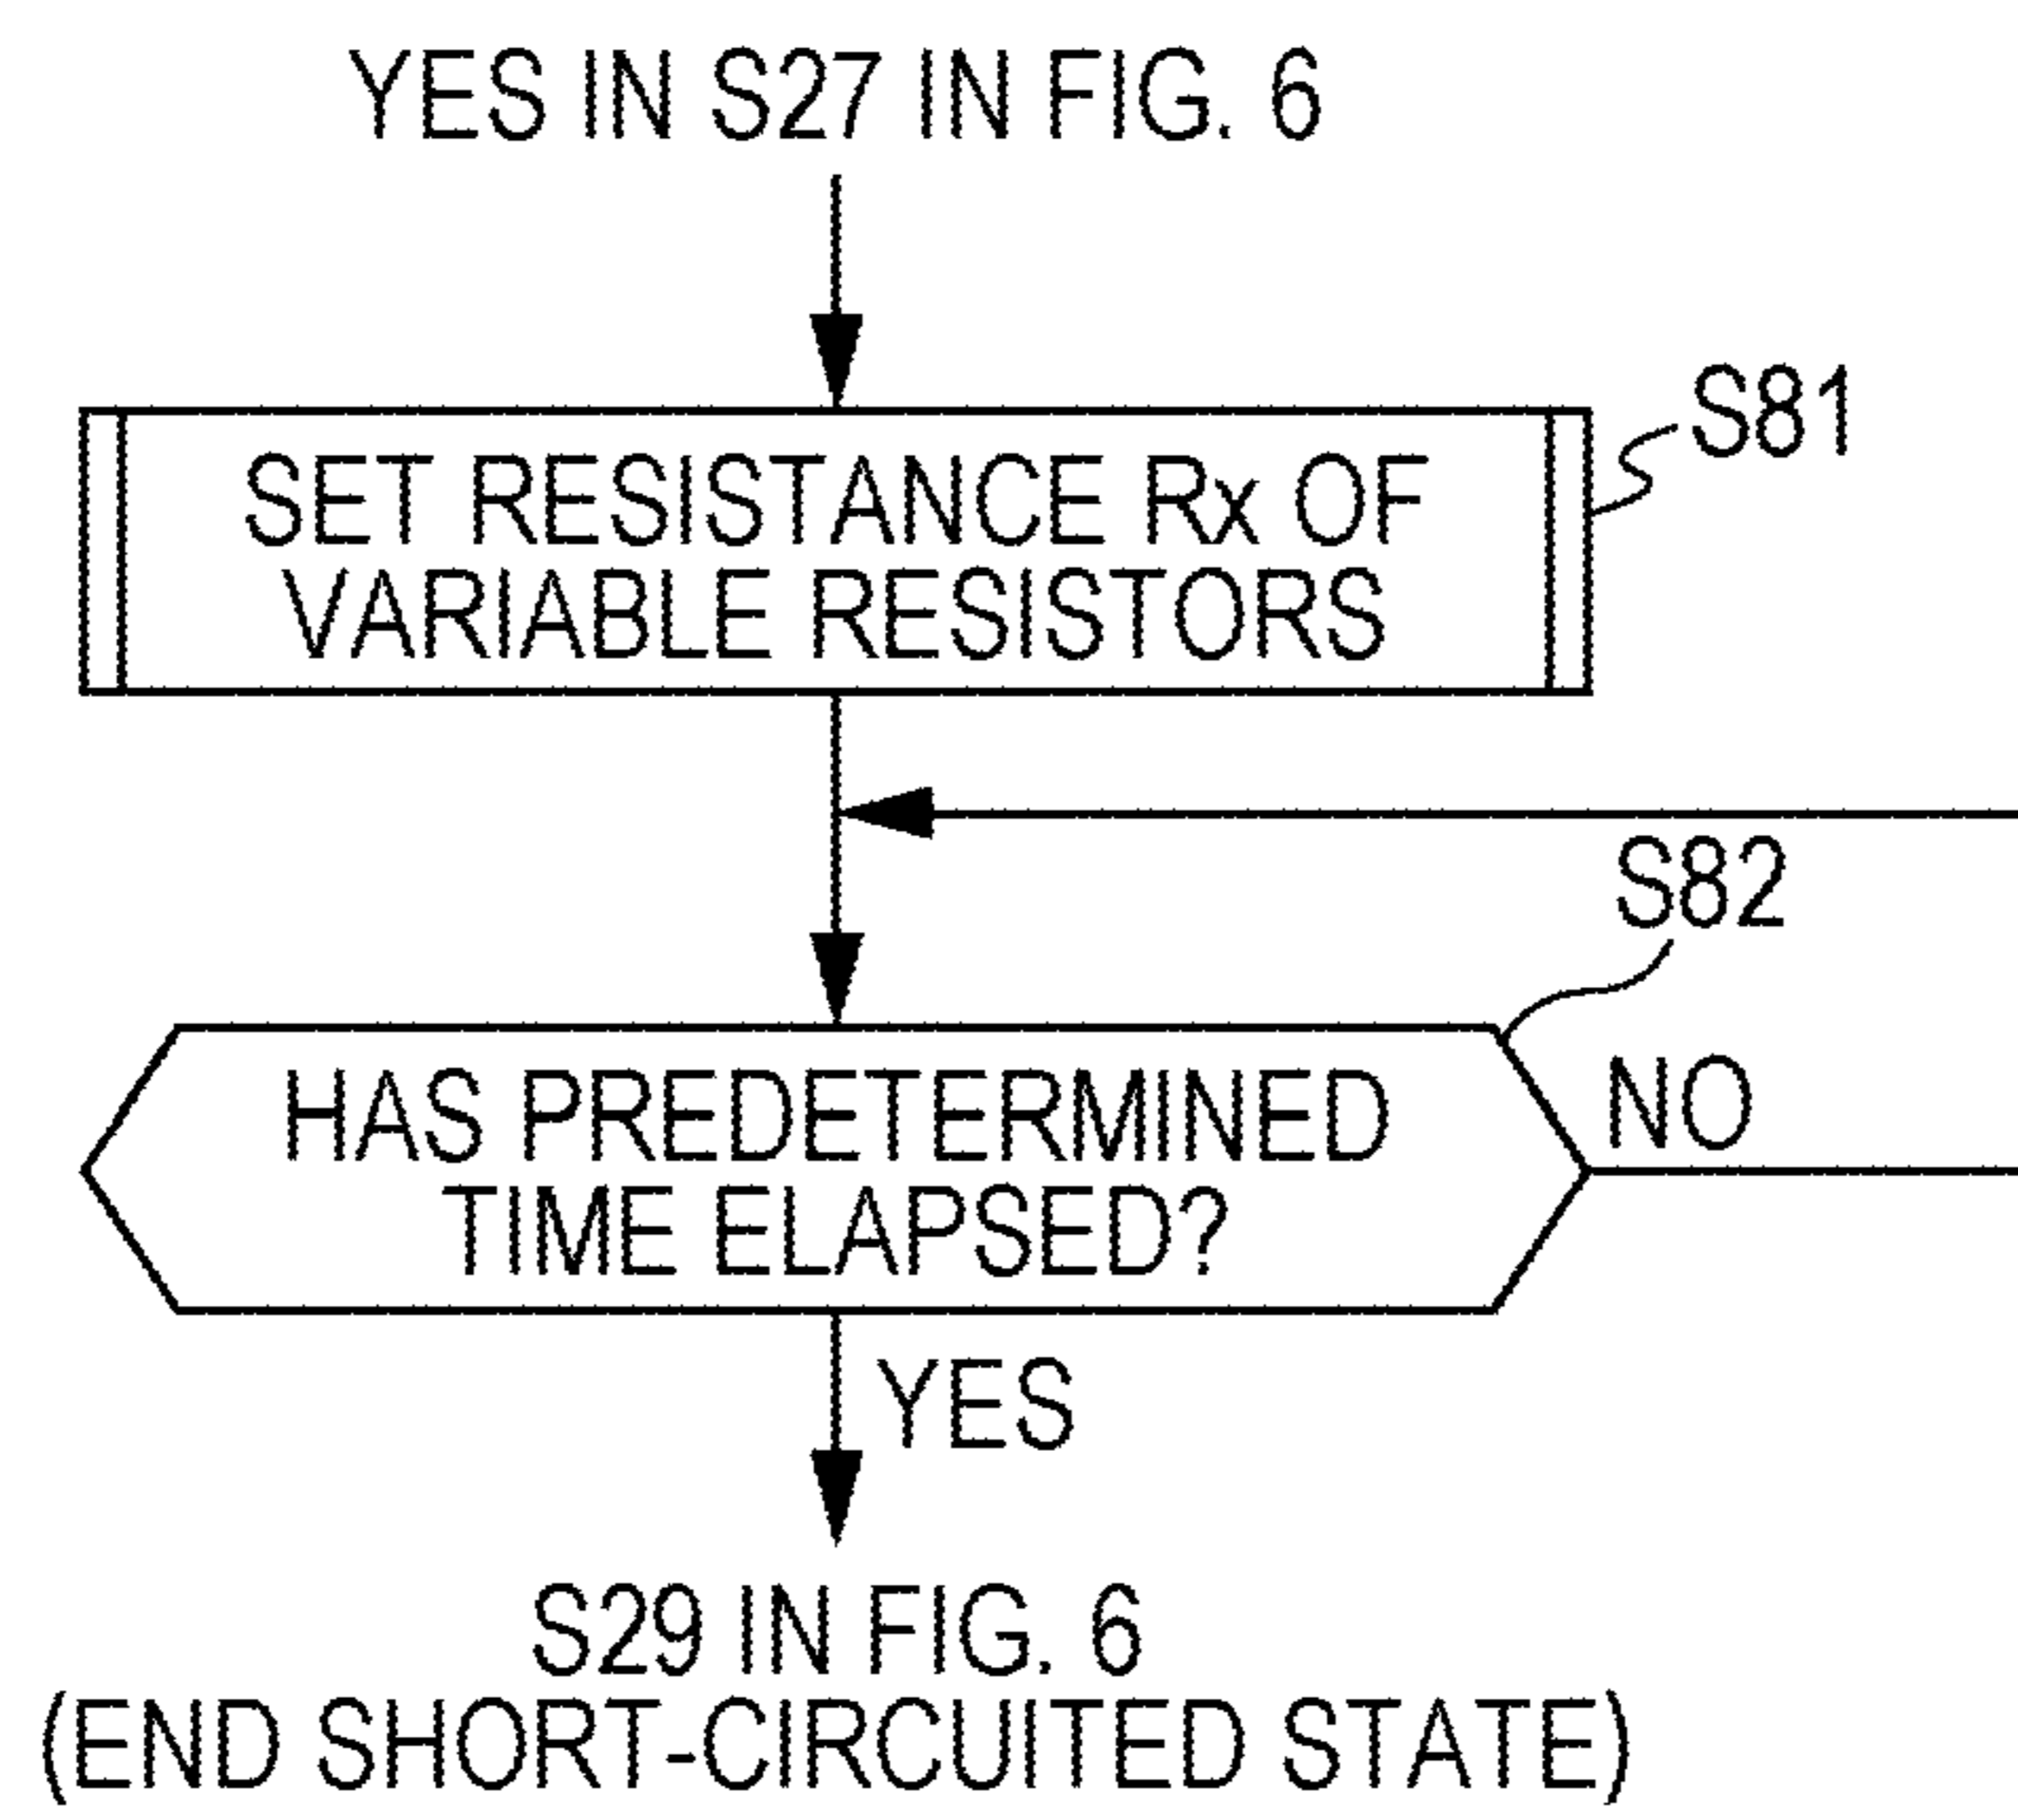 YES IN S27 IN FIG. 6
S81
SET RESISTANCE Rx OF
VARIABLE RESISTORS
S82
HAS PREDETERMINED
TIME ELAPSED?
NO
YES
S29 IN FIG. 6
(END SHORT-CIRCUITED STATE)